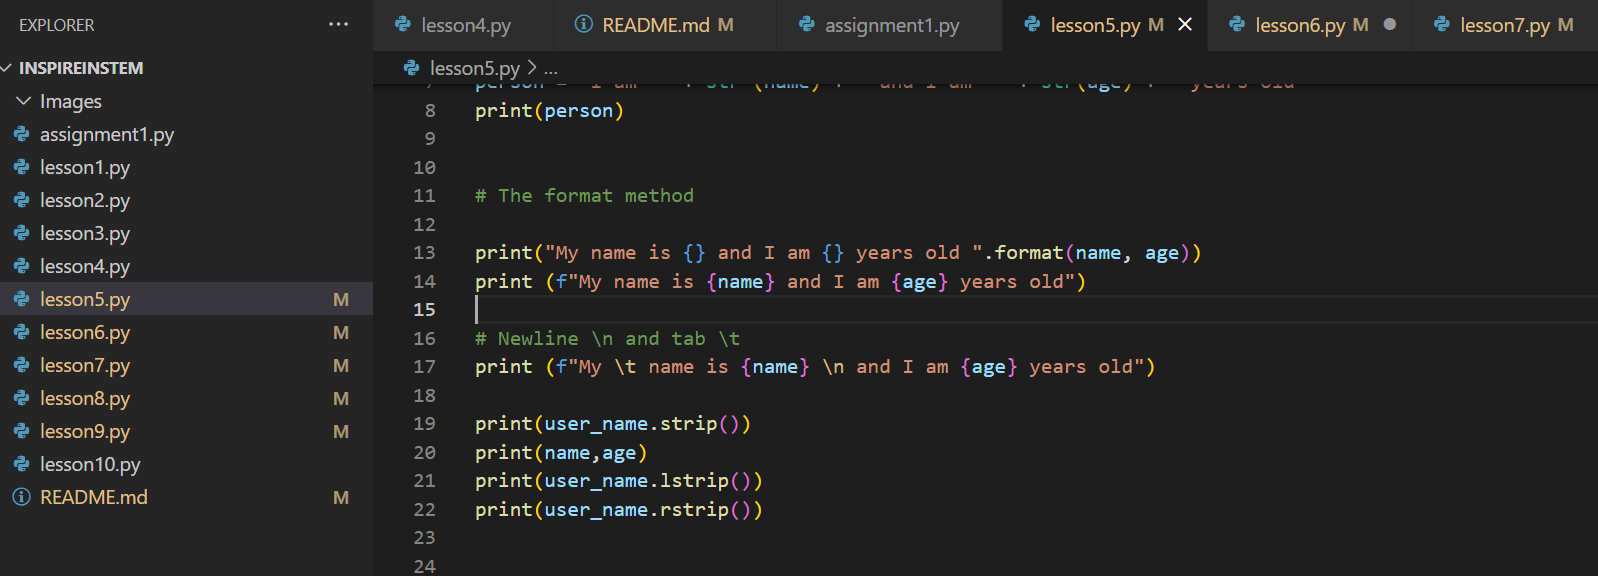 EXPLORER ...
INSPIREINSTEM
Images
assignment1.py
lesson1.py
lesson2.py
lesson3.py
lesson4.py
lesson5.py M
lesson6.py M
lesson7.py M
lesson8.py M
lesson9.py M
lesson10.py
README.md M
lesson4.py README.md M assignment1.py lesson5.py M lesson6.py M lesson7.py M
lesson5.py > ...
8 print(person)
9
10
11 # The format method
12
13 print("My name is {} and I am {} years old ".format(name, age))
14 print (f"My name is {name} and I am {age} years old")
15
16 # Newline \n and tab \t
17 print (f"My \t name is {name} \n and I am {age} years old")
18
19 print(user_name.strip())
20 print(name,age)
21 print(user_name.lstrip())
22 print(user_name.rstrip())
23
24